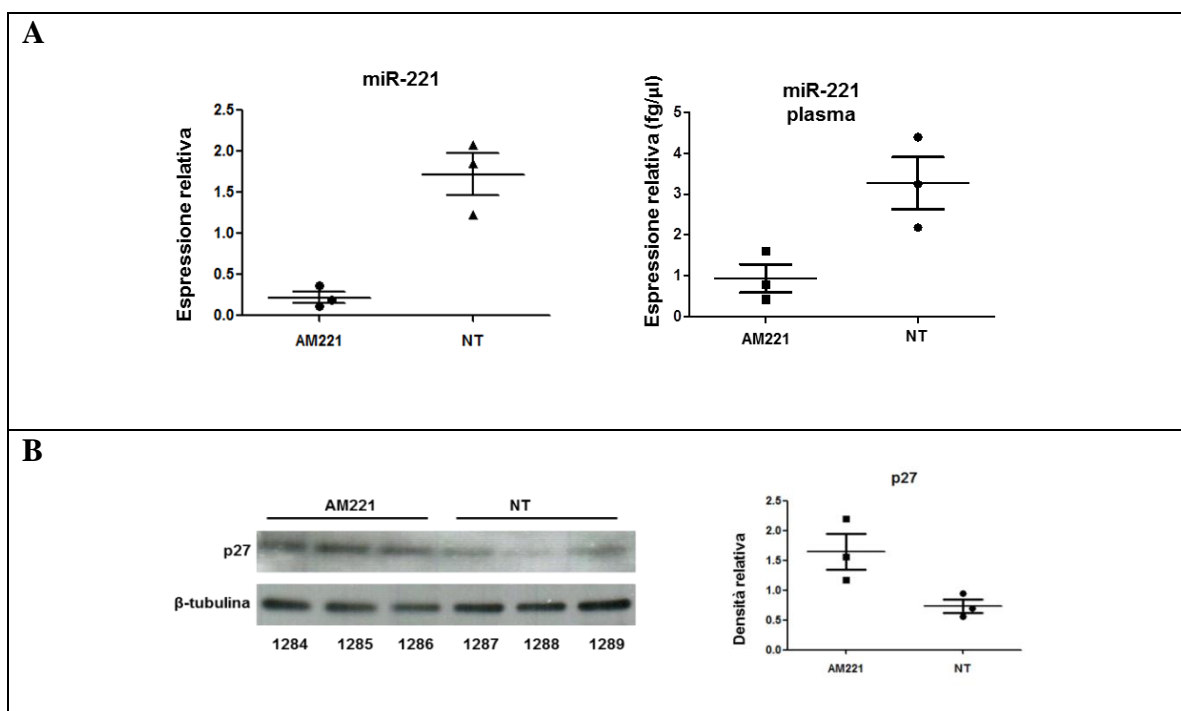 A
miR-221
Espressione relativa
2.5
2.0
1.5
1.0
0.5
0.0
AM221 NT
miR-221
plasma
Espressione relativa (fg/µl)
5
4
3
2
1
0
AM221 NT
B
AM221 NT
p27
β-tubulina
1284 1285 1286 1287 1288 1289
p27
Densità relativa
2.5
2.0
1.5
1.0
0.5
0.0
AM221 NT